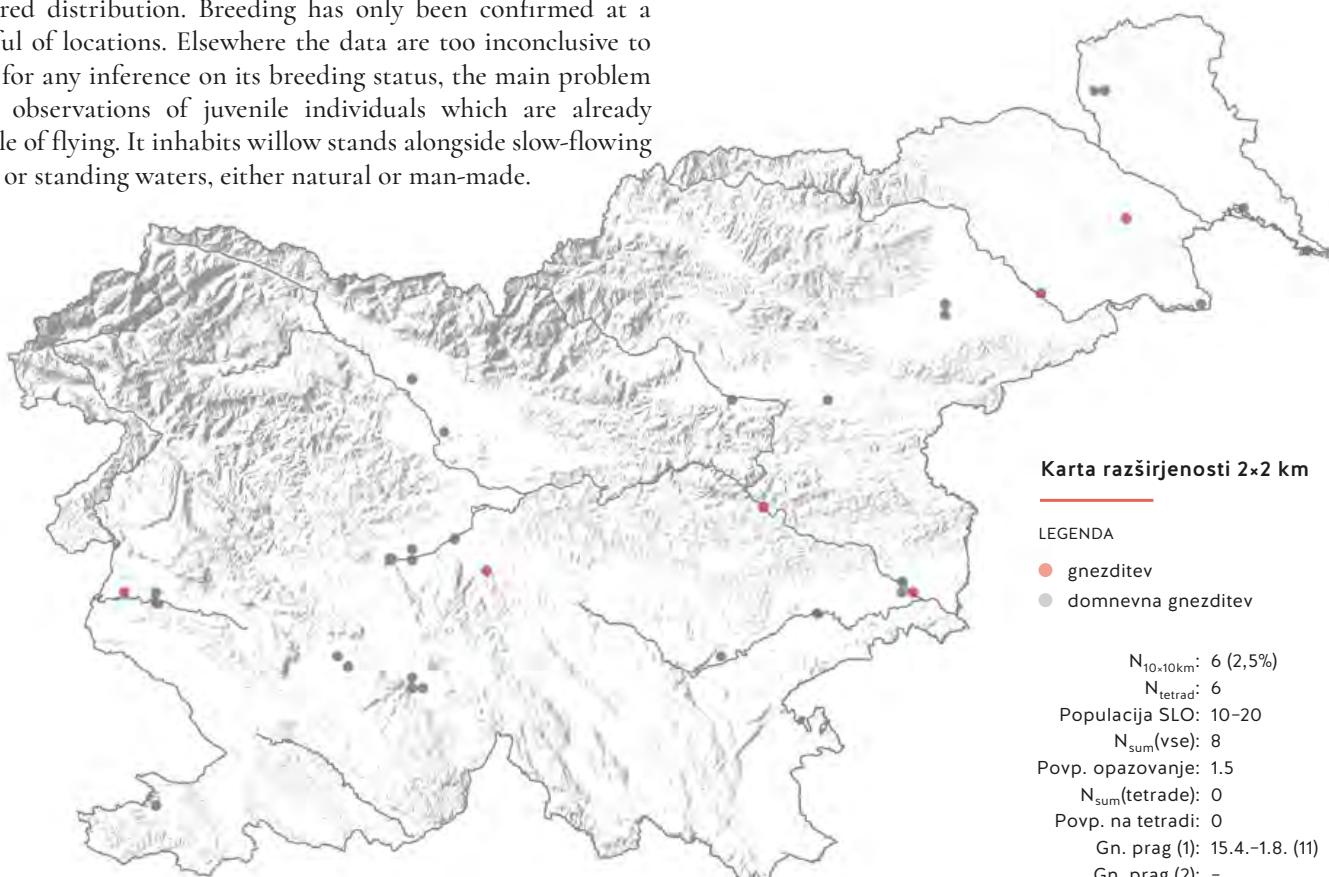 red distribution. Breeding has only been confirmed at a
ul of locations. Elsewhere the data are too inconclusive to
for any inference on its breeding status, the main problem
observations of juvenile individuals which are already
le of flying. It inhabits willow stands alongside slow-flowing
or standing waters, either natural or man-made.
Karta razširjenosti 2×2 km
LEGENDA
gnezditev
domnevna gnezditev
N10×10km: 6 (2,5%)
Ntetrad: 6
Populacija SLO: 10–20
Nsum(vse): 8
Povp. opazovanje: 1.5
Nsum(tetrade): 0
Povp. na tetradi: 0
Gn. prag (1): 15.4.–1.8. (11)
Gn. prag (2): –